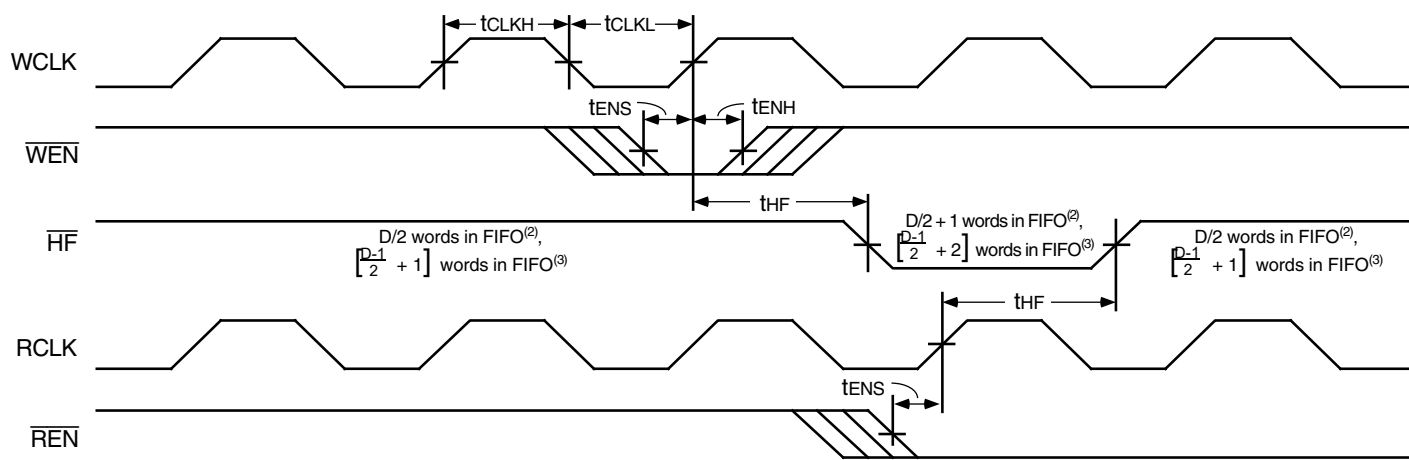 tCLKH
tCLKL
WCLK
tENS
tENH
WEN
tHF
HF
D/2 words in FIFO(2),
[D-1/2 + 1] words in FIFO(3)
D/2 + 1 words in FIFO(2),
[D-1/2 + 2] words in FIFO(3)
D/2 words in FIFO(2),
[D-1/2 + 1] words in FIFO(3)
tHF
RCLK
tENS
REN